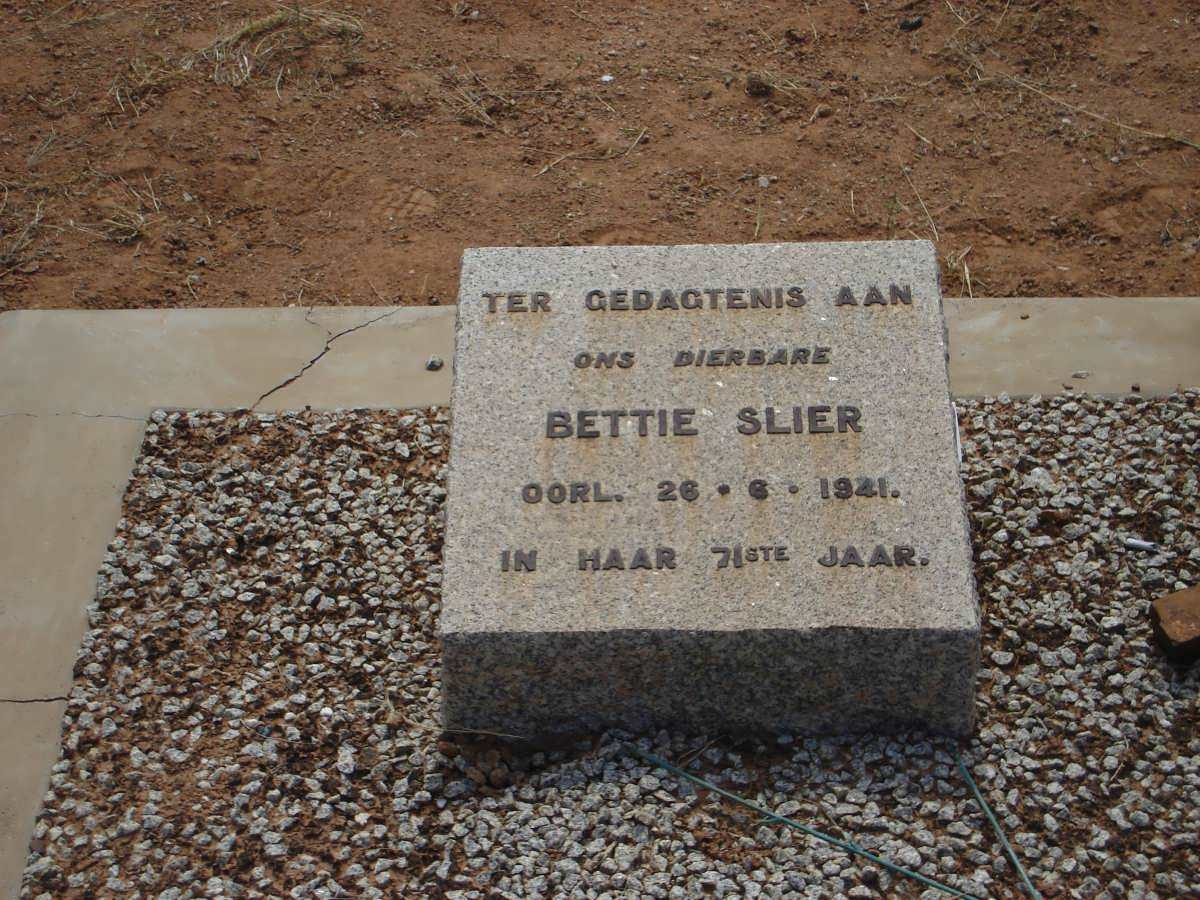 TER GEDAGTENIS AAN
ONS DIERBARE
BETTIE SLIER
OORL. 26 · 6 · 1941.
IN HAAR 71STE JAAR.